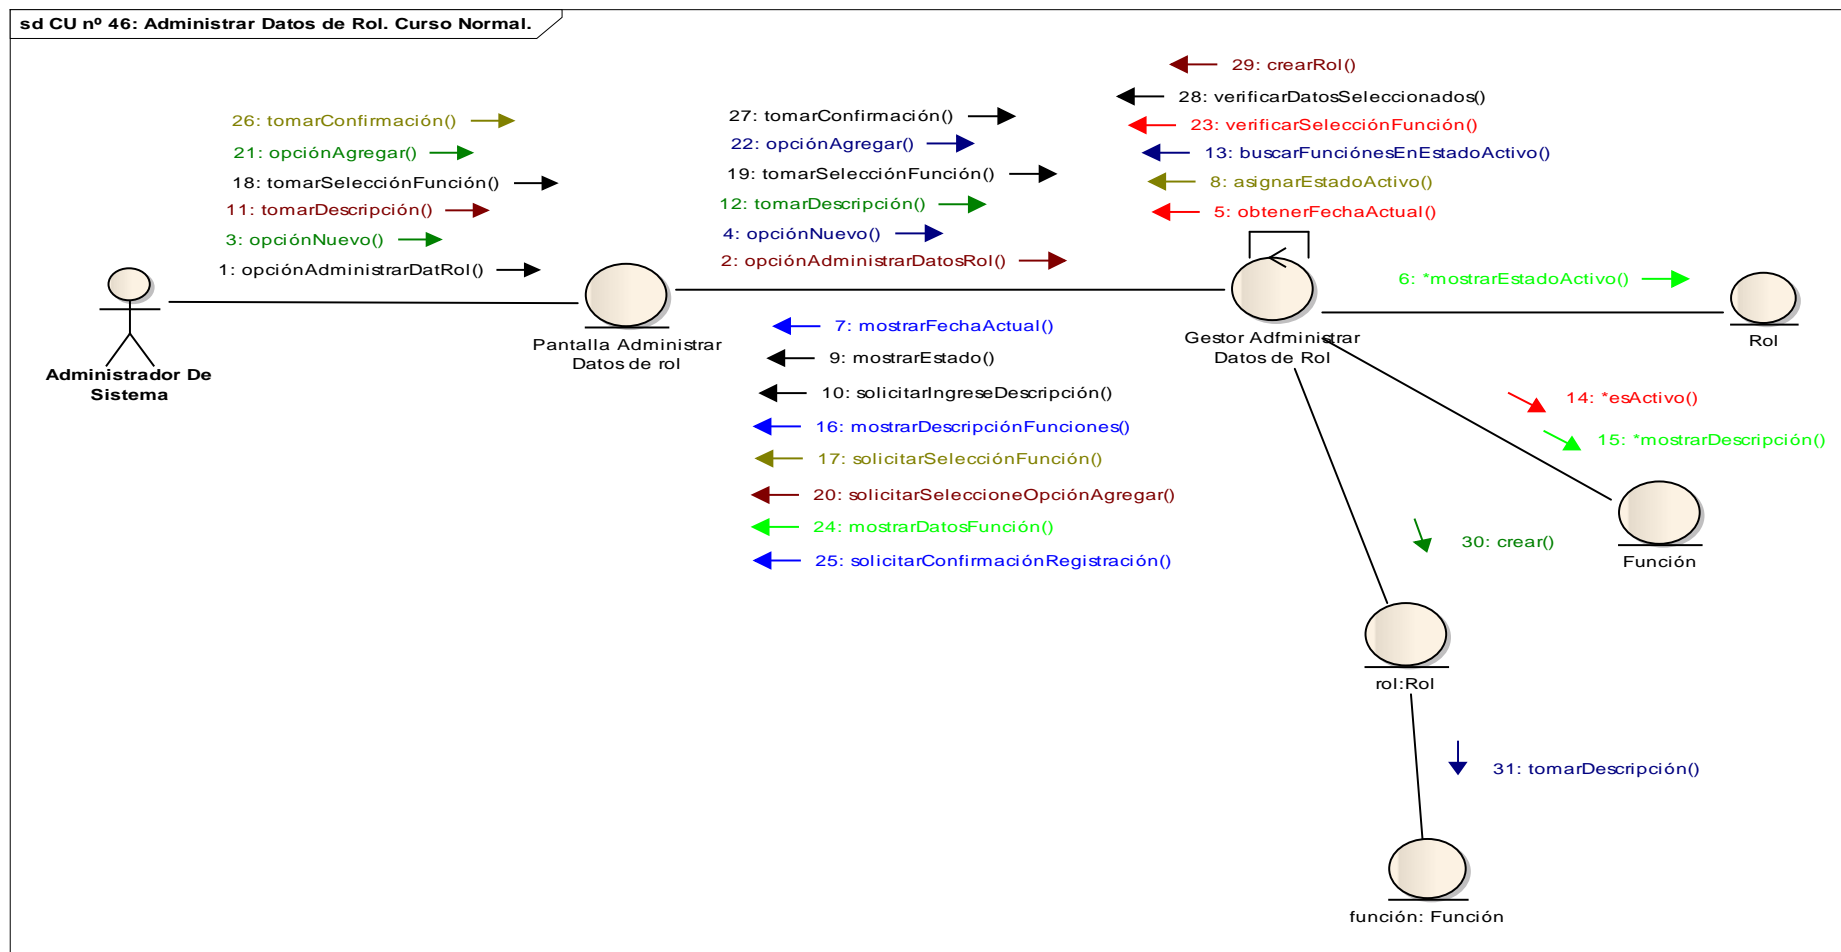 sd CU nº 46: Administrar Datos de Rol. Curso Normal.
26: tomarConfirmación()
21: opciónAgregar()
18: tomarSelecciónFunción()
11: tomarDescripción()
3: opciónNuevo()
1: opciónAdministrarDatRol()
27: tomarConfirmación()
22: opciónAgregar()
19: tomarSelecciónFunción()
12: tomarDescripción()
4: opciónNuevo()
2: opciónAdministrarDatosRol()
29: crearRol()
28: verificarDatosSeleccionados()
23: verificarSelecciónFunción()
13: buscarFunciónesEnEstadoActivo()
8: asignarEstadoActivo()
5: obtenerFechaActual()
6: *mostrarEstadoActivo()
Administrador De
Sistema
Pantalla Administrar
Datos de rol
Gestor Adfministrar
Datos de Rol
Rol
7: mostrarFechaActual()
9: mostrarEstado()
10: solicitarIngreseDescripción()
16: mostrarDescripciónFunciones()
17: solicitarSelecciónFunción()
20: solicitarSeleccioneOpciónAgregar()
24: mostrarDatosFunción()
25: solicitarConfirmaciónRegistración()
14: *esActivo()
15: *mostrarDescripción()
Función
30: crear()
rol:Rol
31: tomarDescripción()
función: Función